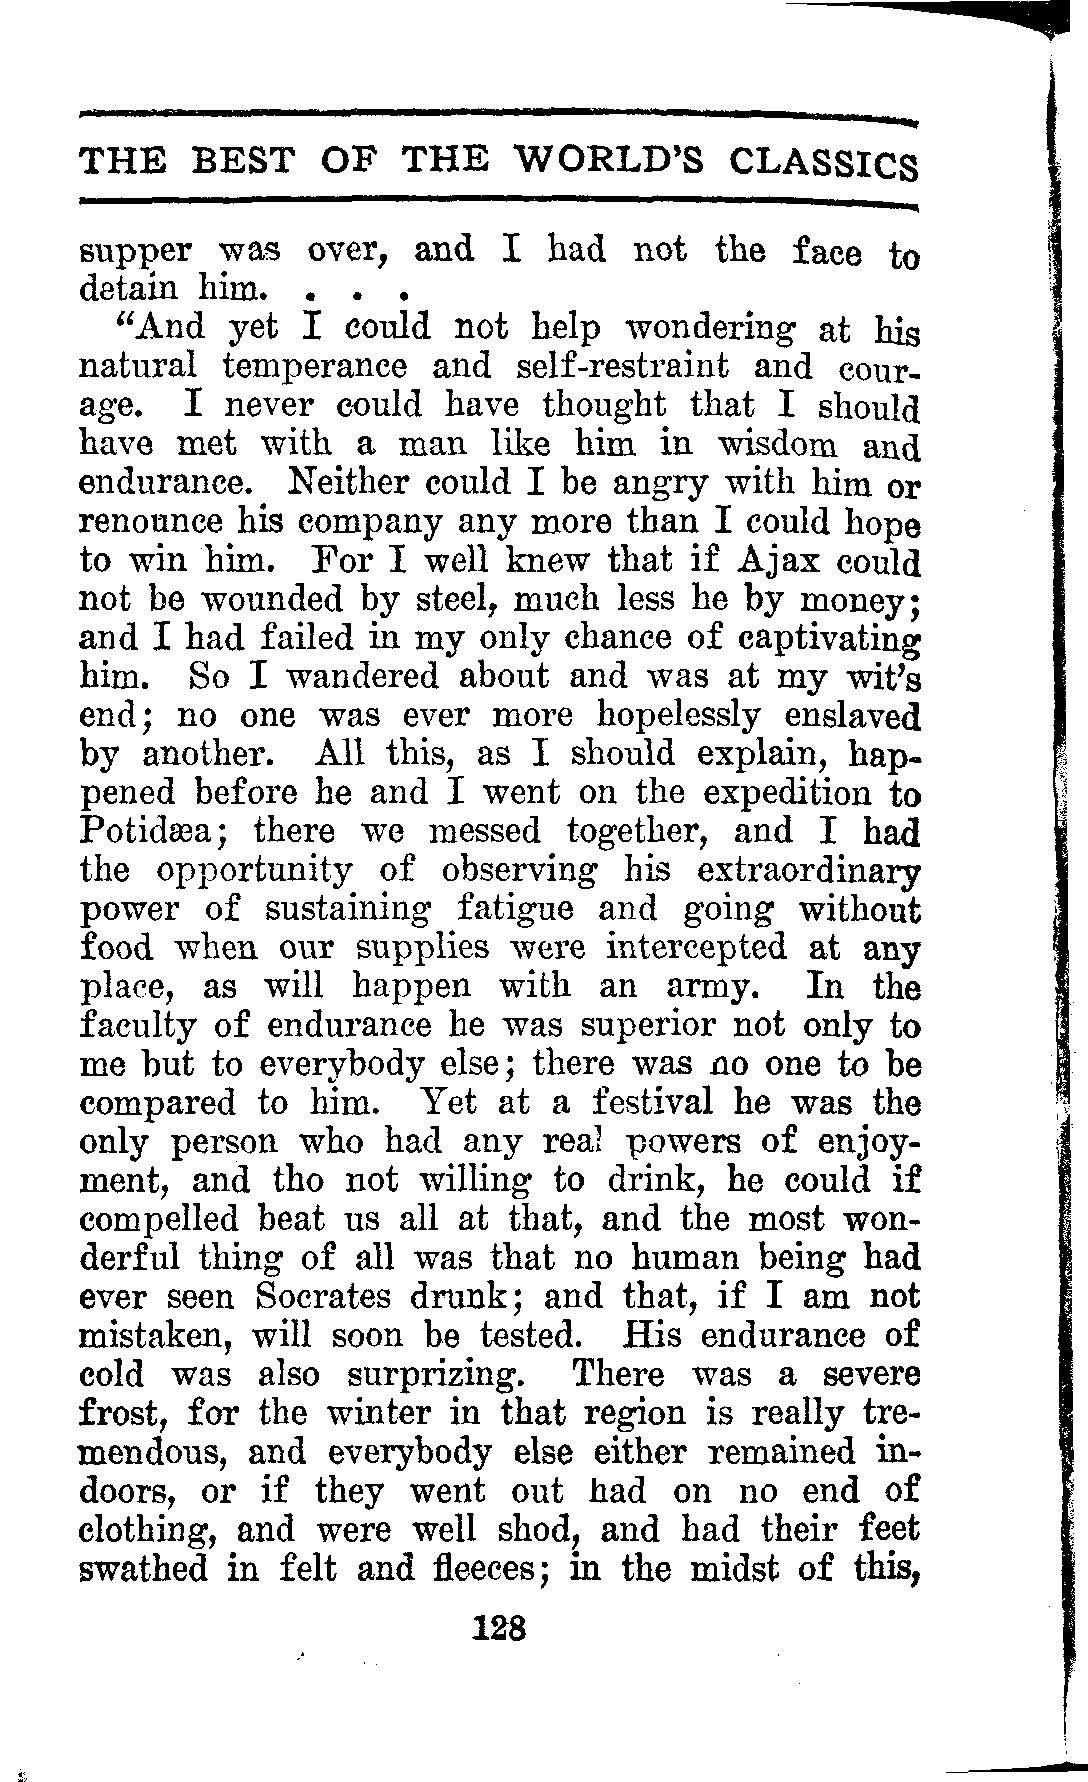 THE BEST OF THE WORLD'S CLASSICS
supper was over, and I had not the face to
detain him. . . .
"And yet I could not help wondering at his
natural temperance and self-restraint and cour-
age. I never could have thought that I should
have met with a man like him in wisdom and
endurance. Neither could I be angry with him or
renounce his company any more than I could hope
to win him. For I well knew that if Ajax could
not be wounded by steel, much less he by money;
and I had failed in my only chance of captivating
him. So I wandered about and was at my wit's
end; no one was ever more hopelessly enslaved
by another. All this, as I should explain, hap-
pened before he and I went on the expedition to
Potidæa; there we messed together, and I had
the opportunity of observing his extraordinary
power of sustaining fatigue and going without
food when our supplies were intercepted at any
place, as will happen with an army. In the
faculty of endurance he was superior not only to
me but to everybody else; there was no one to be
compared to him. Yet at a festival he was the
only person who had any real powers of enjoy-
ment, and tho not willing to drink, he could if
compelled beat us all at that, and the most won-
derful thing of all was that no human being had
ever seen Socrates drunk; and that, if I am not
mistaken, will soon be tested. His endurance of
cold was also surprizing. There was a severe
frost, for the winter in that region is really tre-
mendous, and everybody else either remained in-
doors, or if they went out had on no end of
clothing, and were well shod, and had their feet
swathed in felt and fleeces; in the midst of this,
128